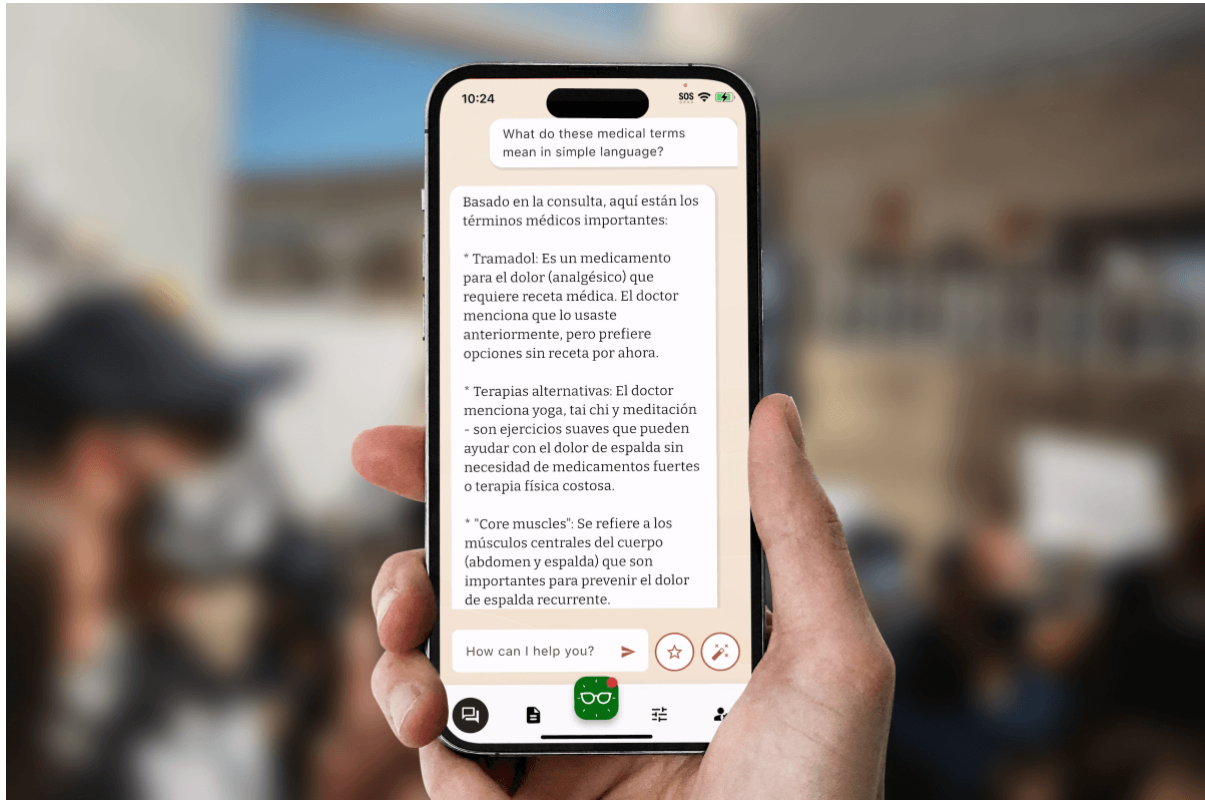 10:24
SOS
What do these medical terms
mean in simple language?
Basado en la consulta, aquí están los
términos médicos importantes:
* Tramadol: Es un medicamento
para el dolor (analgésico) que
requiere receta médica. El doctor
menciona que lo usaste
anteriormente, pero prefiere
opciones sin receta por ahora.
* Terapias alternativas: El doctor
menciona yoga, tai chi y meditación
- son ejercicios suaves que pueden
ayudar con el dolor de espalda sin
necesidad de medicamentos fuertes
o terapia física costosa.
* "Core muscles": Se refiere a los
músculos centrales del cuerpo
(abdomen y espalda) que son
importantes para prevenir el dolor
de espalda recurrente.
How can I help you?